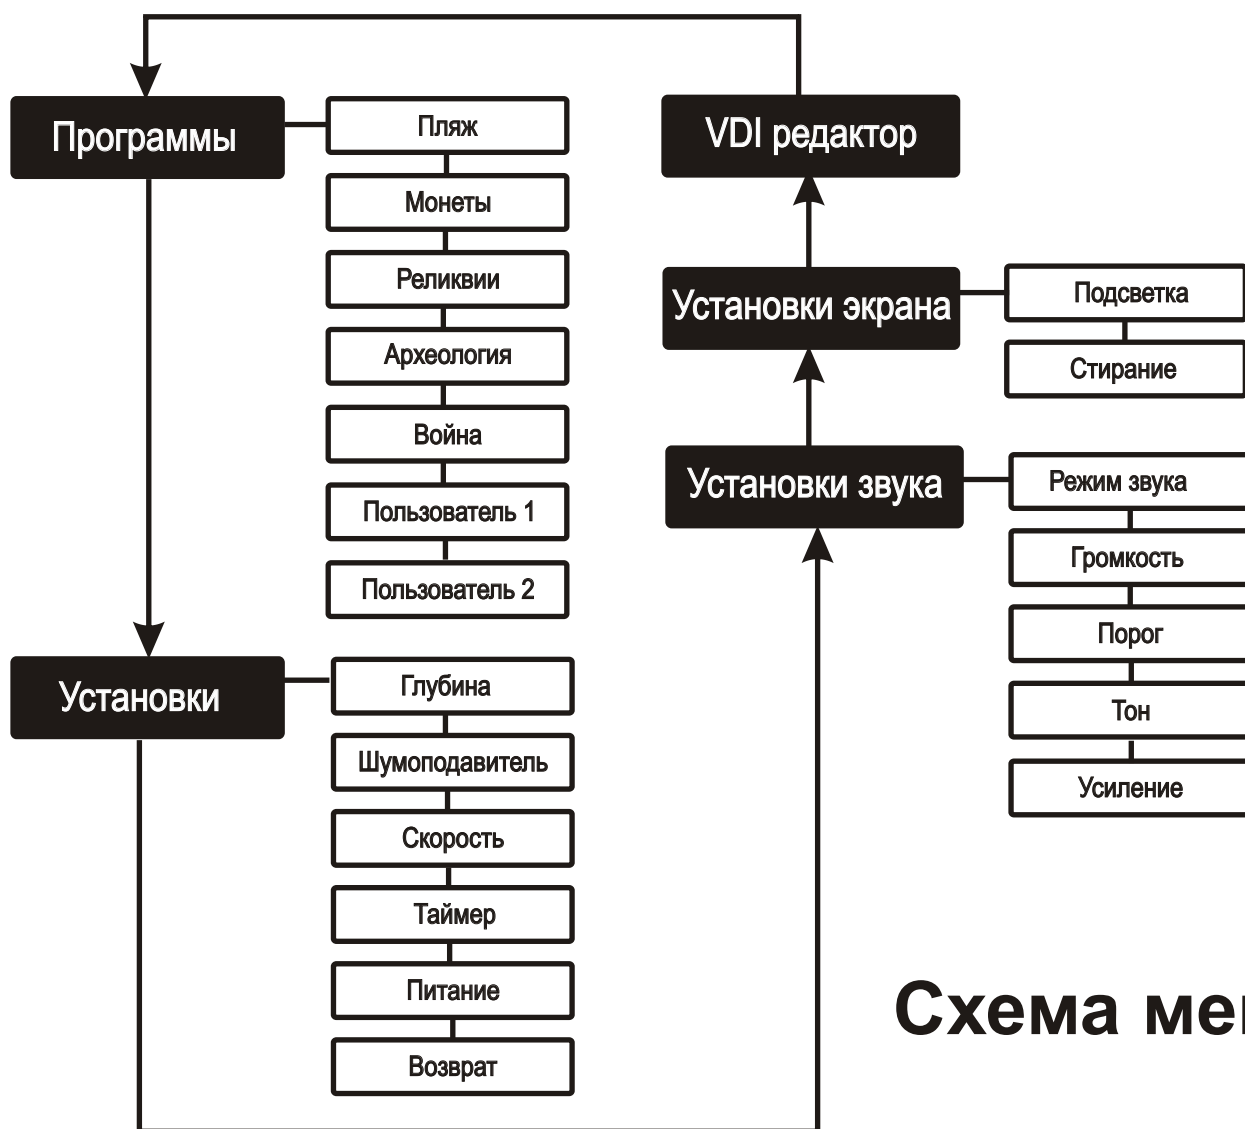 Программы
Пляж
Монеты
Реликвии
Археология
Война
Пользователь 1
Пользователь 2
Установки
Глубина
Шумоподавитель
Скорость
Таймер
Питание
Возврат
VDI редактор
Установки экрана
Подсветка
Стирание
Установки звука
Режим звука
Громкость
Порог
Тон
Усиление
Схема